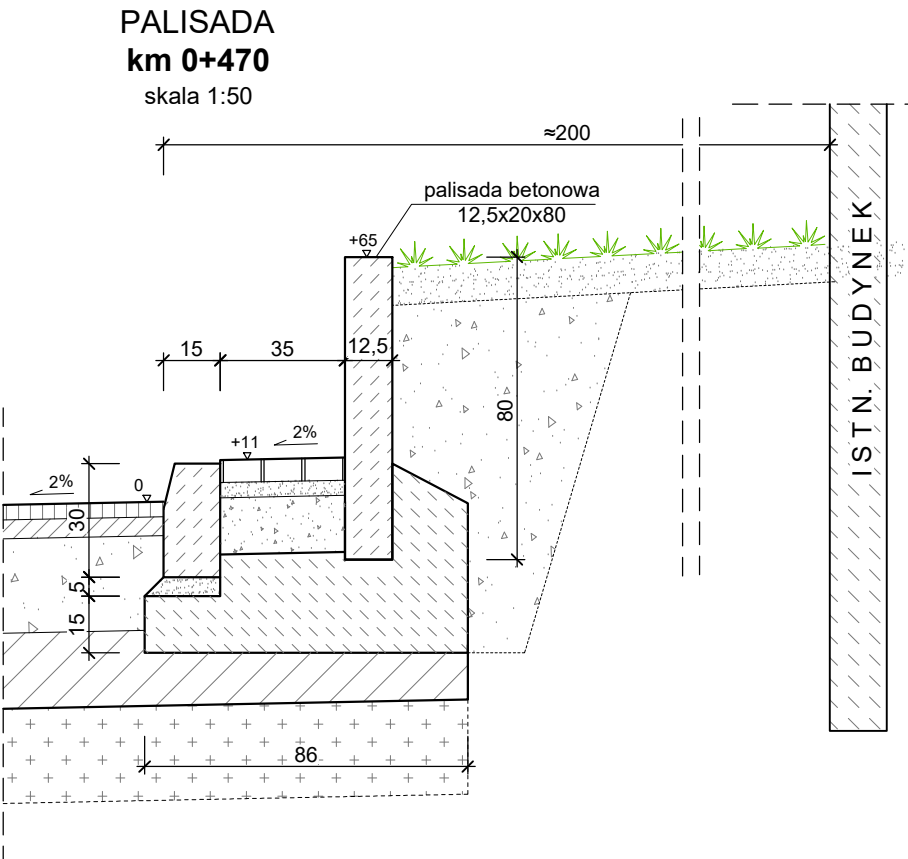 PALISADA
km 0+470
skala 1:50
≈200
palisada betonowa
12,5x20x80
+65
15
35
12,5
80
+11
2%
2%
0
30
5
15
86
ISTN. BUDYNEK